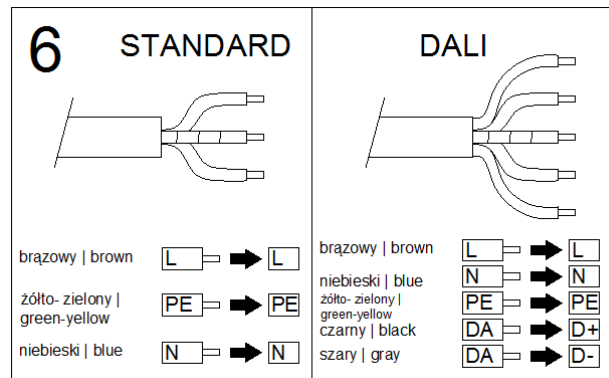 6 STANDARD
brązowy | brown L L
żółto- zielony |
green-yellow PE PE
niebieski | blue N N
DALI
brązowy | brown L L
niebieski | blue N N
żółto- zielony |
green-yellow PE PE
czarny | black DA D+
szary | gray DA D-